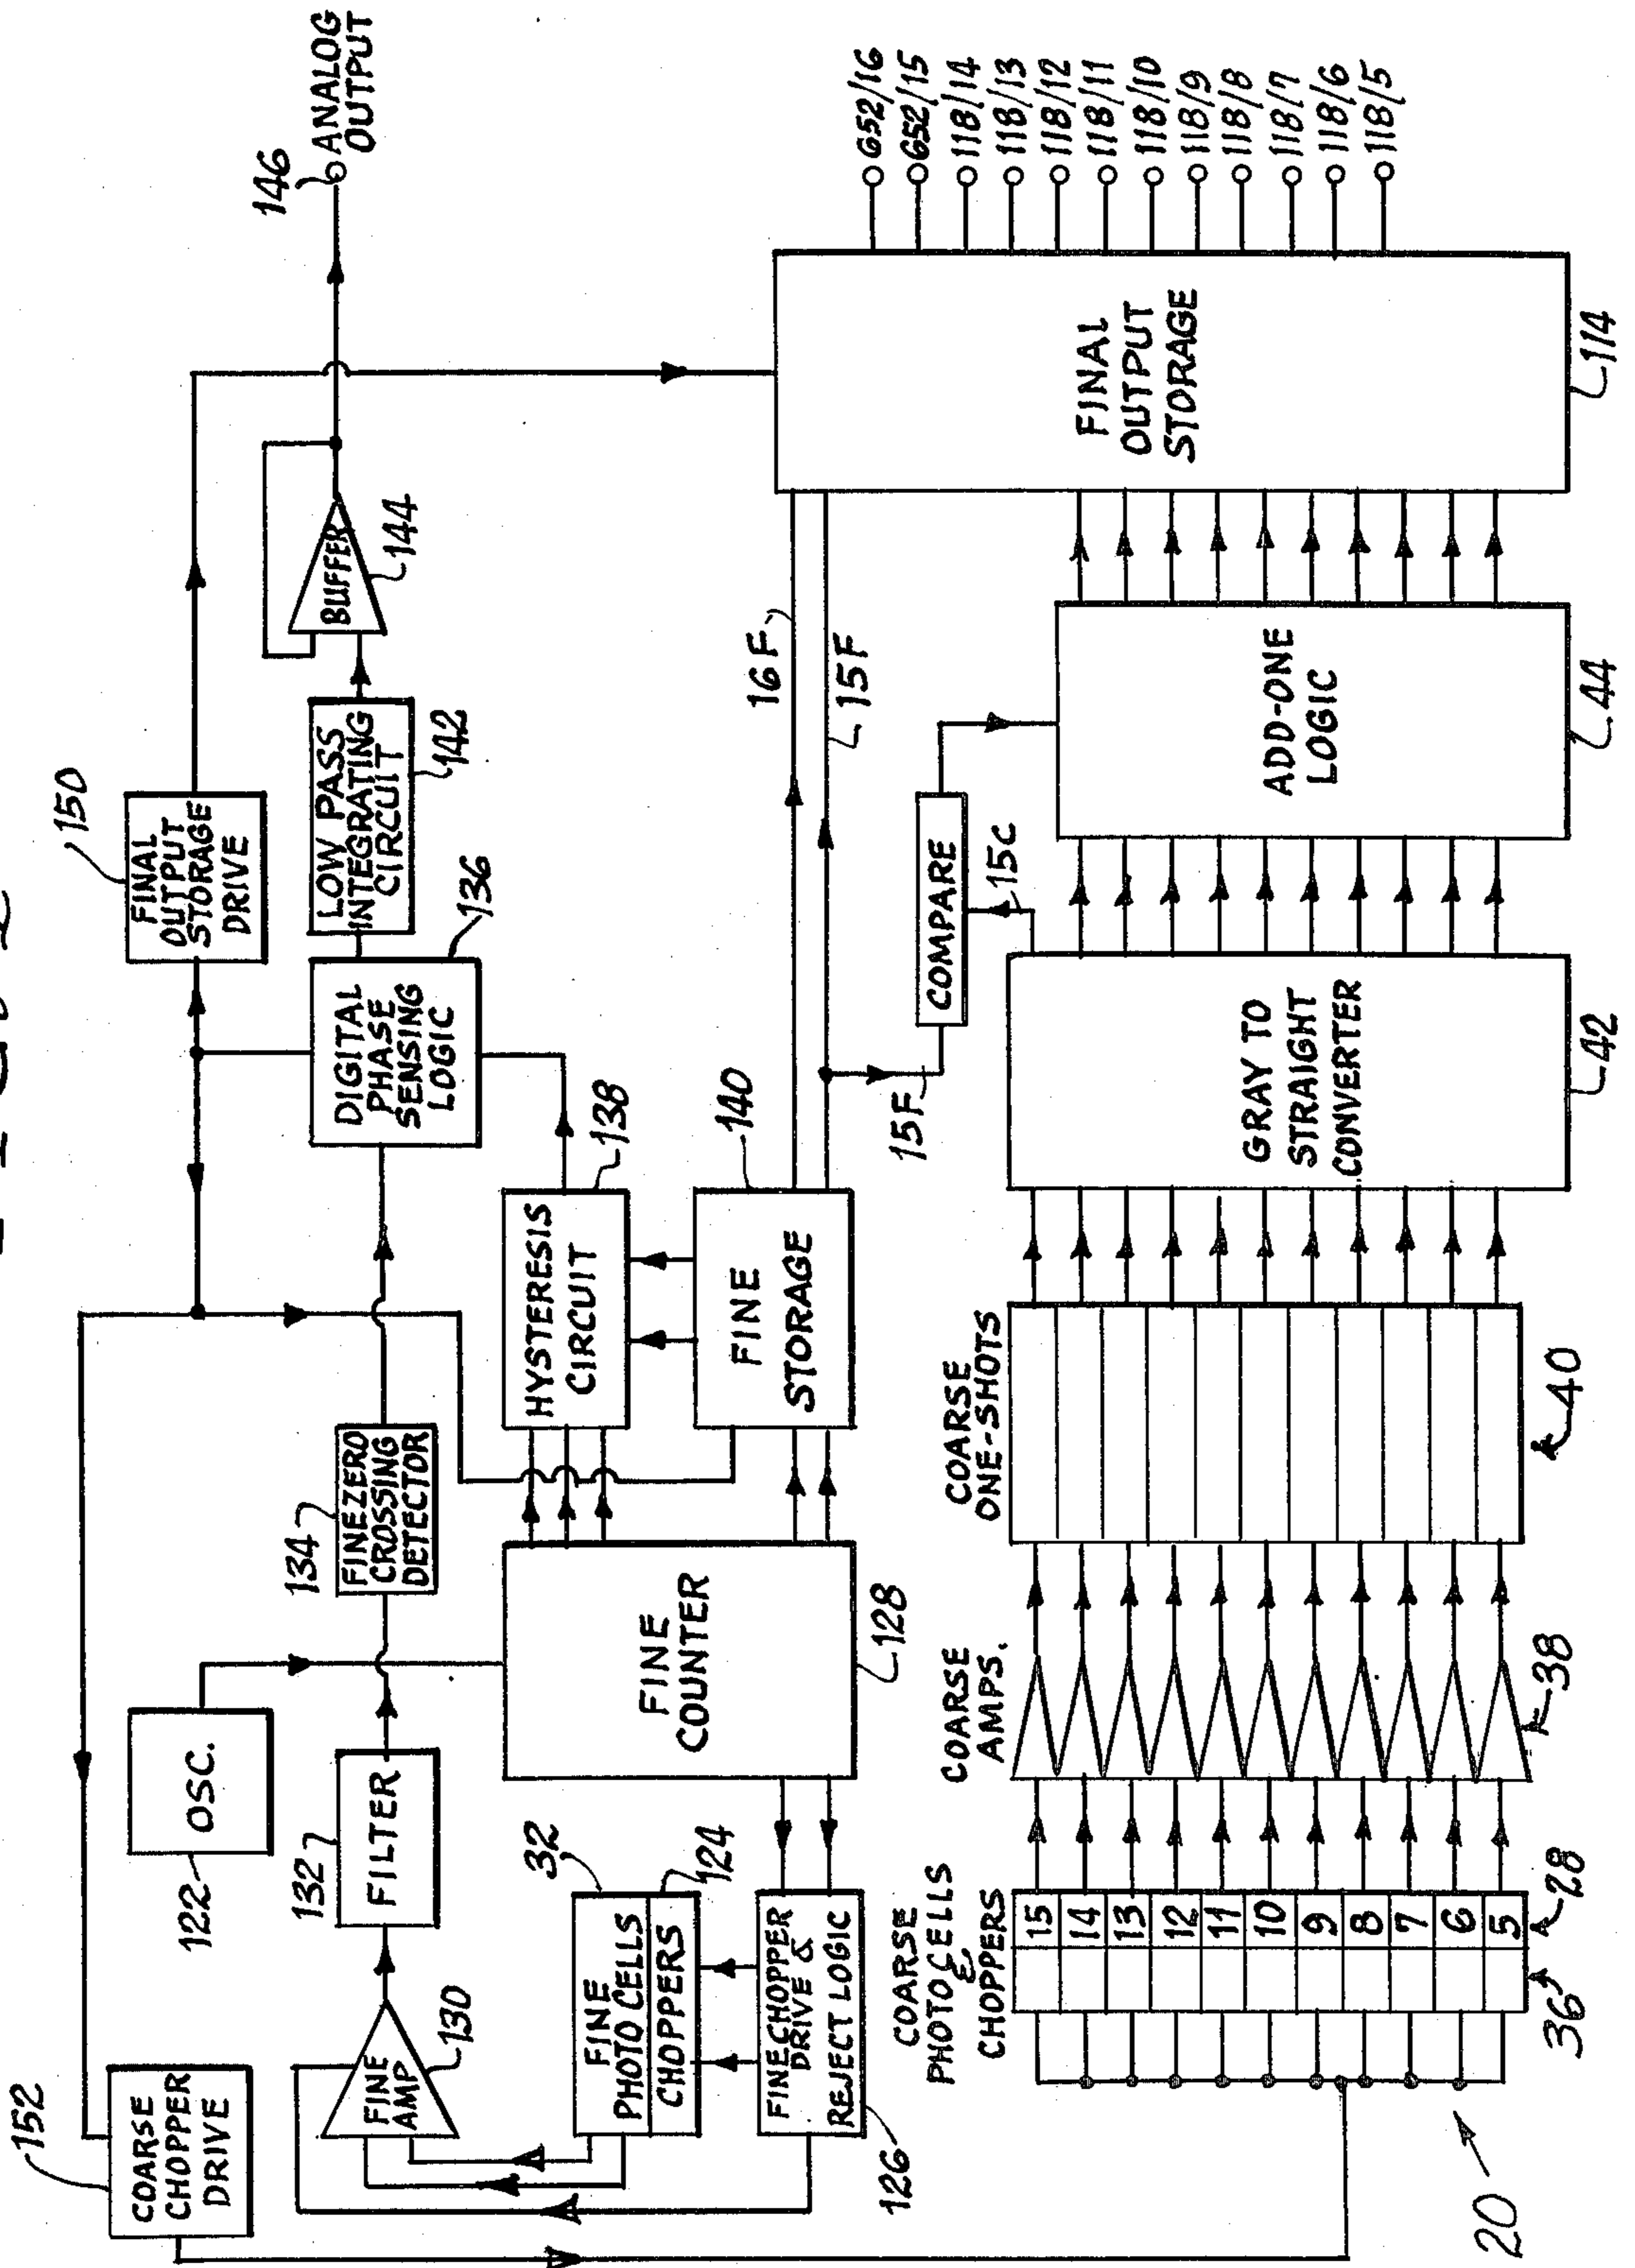 152
COARSE
CHOPPER
DRIVE
122
OSC.
150
FINAL
OUTPUT
STORAGE
DRIVE
FINE
AMP
130
132
FILTER
134
FINE ZERO
CROSSING
DETECTOR
DIGITAL
PHASE
SENSING
LOGIC
136
LOW PASS
INTEGRATING
CIRCUIT
142
BUFFER
144
146
ANALOG
OUTPUT
32
FINE
PHOTO CELLS
CHOPPERS
124
FINE CHOPPER
DRIVE &
REJECT LOGIC
126
FINE
COUNTER
128
HYSTERESIS
CIRCUIT
138
FINE
STORAGE
140
16F
15F
15F
COMPARE
15C
COARSE
PHOTO CELLS
&
CHOPPERS
15
14
13
12
11
10
9
8
7
6
5
36
28
20
COARSE
AMPS.
38
COARSE
ONE-SHOTS
40
GRAY TO
STRAIGHT
CONVERTER
42
ADD-ONE
LOGIC
44
FINAL
OUTPUT
STORAGE
114
G52/16
G52/15
118/14
118/13
118/12
118/11
118/10
118/9
118/8
118/7
118/6
118/5